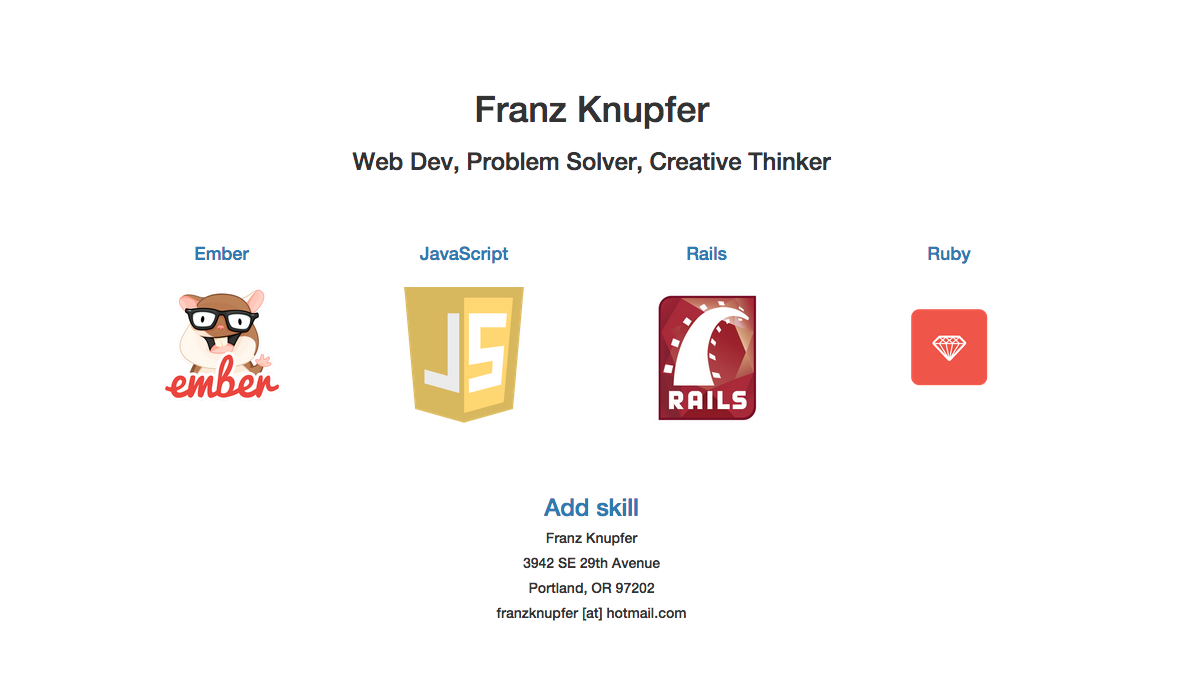 Franz Knupfer
Web Dev, Problem Solver, Creative Thinker
Ember JavaScript Rails Ruby
ember JS RAILS
Add skill
Franz Knupfer
3942 SE 29th Avenue
Portland, OR 97202
franzknupfer [at] hotmail.com